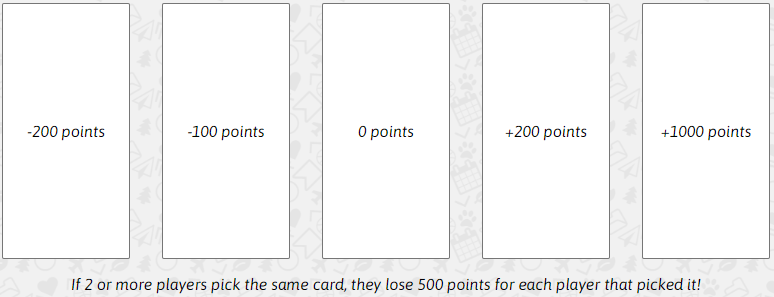 -200 points
-100 points
0 points
+200 points
+1000 points
If 2 or more players pick the same card, they lose 500 points for each player that picked it!